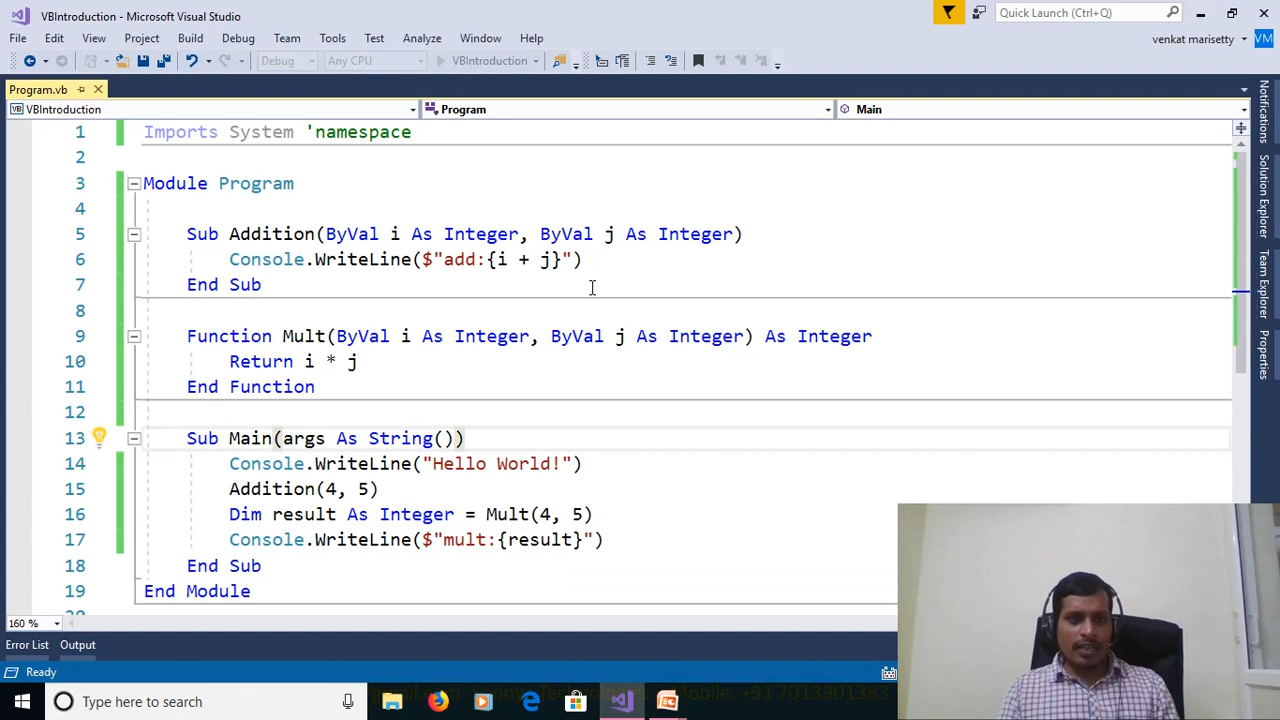 VBIntroduction - Microsoft Visual Studio
Quick Launch (Ctrl+Q)
File Edit View Project Build Debug Team Tools Test Analyze Window Help
venkat marisetty VM
Debug Any CPU VBIntroduction
Program.vb
VB VBIntroduction Program Main
1 Imports System 'namespace
2
3 Module Program
4
5 Sub Addition(ByVal i As Integer, ByVal j As Integer)
6 Console.WriteLine($"add:{i + j}")
7 End Sub
8
9 Function Mult(ByVal i As Integer, ByVal j As Integer) As Integer
10 Return i * j
11 End Function
12
13 Sub Main(args As String())
14 Console.WriteLine("Hello World!")
15 Addition(4, 5)
16 Dim result As Integer = Mult(4, 5)
17 Console.WriteLine($"mult:{result}")
18 End Sub
19 End Module
160 %
Notifications
Solution Explorer
Team Explorer
Properties
Error List Output
Ready
Type here to search
Mobile: +91 7013901383